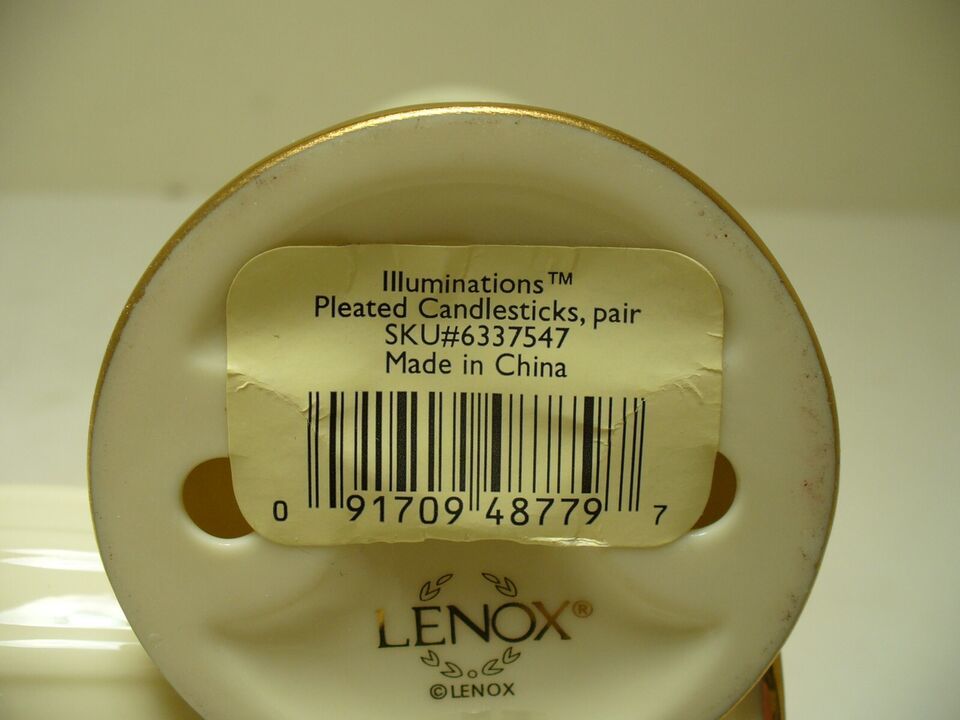 Illuminations™
Pleated Candlesticks, pair
SKU#6337547
Made in China
0 91709 48779 7
LENOX®
©LENOX